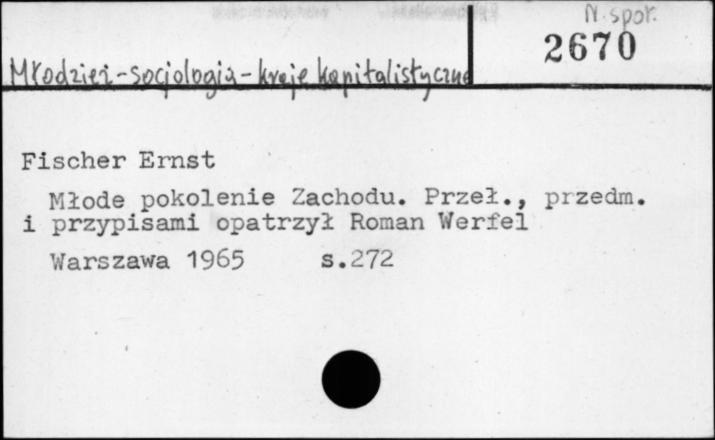 N. społ.
2670
Młodzież-socjologia-kraje kapitalistyczne
Fischer Ernst
Młode pokolenie Zachodu. Przeł., przedm.
i przypisami opatrzył Roman Werfel
Warszawa 1965 s.272